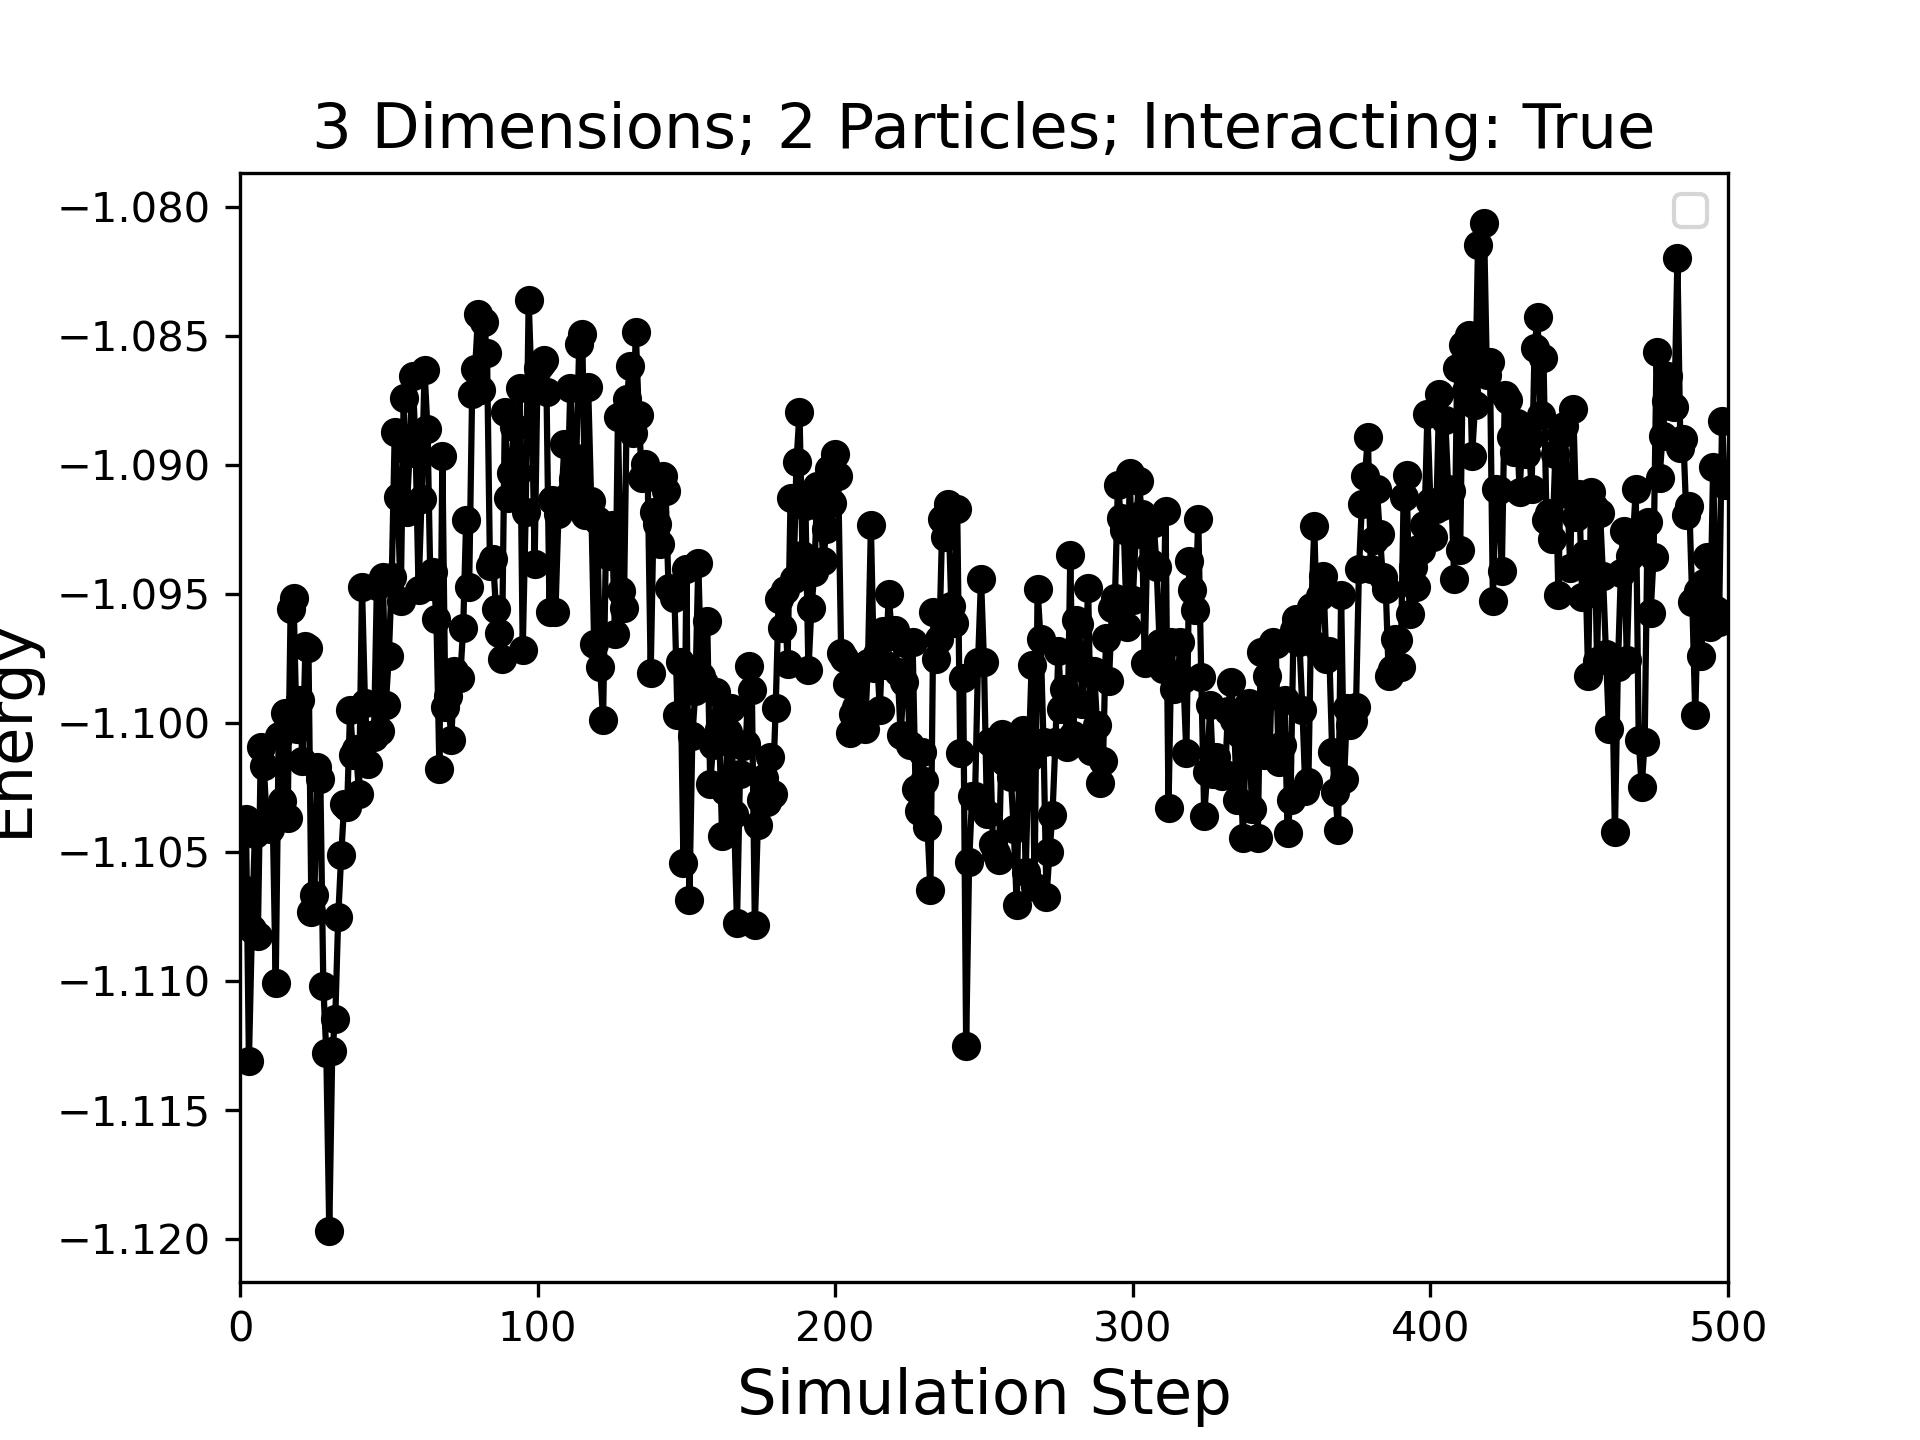 3 Dimensions; 2 Particles; Interacting: True
−1.080
−1.085
−1.090
−1.095
−1.100
−1.105
−1.110
−1.115
−1.120
Energy
0 100 200 300 400 500
Simulation Step